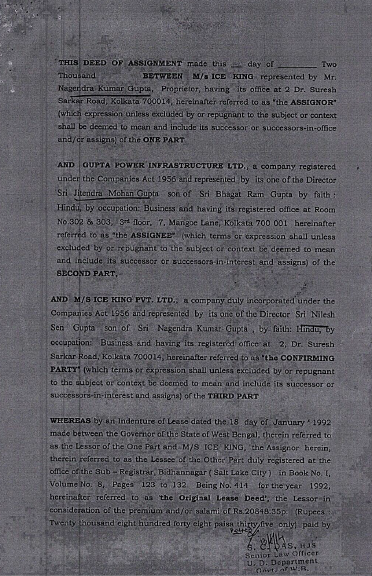 THIS DEED OF ASSIGNMENT made this __ day of ________ Two
Thousand BETWEEN M/s ICE KING represented by Mr.
Nagendra Kumar Gupta, Proprietor, having its office at 2 Dr. Suresh
Sarkar Road, Kolkata 700014, hereinafter referred to as "the ASSIGNOR"
(which expression unless excluded by or repugnant to the subject or context
shall be deemed to mean and include its successor or successors-in-office
and/or assigns) of the ONE PART
AND GUPTA POWER INFRASTRUCTURE LTD., a company registered
under the Companies Act 1956 and represented by its one of the Director
Sri Jitendra Mohan Gupta son of Sri Bhagat Ram Gupta by faith :
Hindu, by occupation: Business and having its registered office at Room
No.302 & 303, 3rd floor, 7, Mangoe Lane, Kolkata 700 001 hereinafter
referred to as "the ASSIGNEE" (which terms or expression shall unless
excluded by or repugnant to the subject or context be deemed to mean
and include its successor or successors-in-interest and assigns) of the
SECOND PART,
AND M/S ICE KING PVT. LTD., a company duly incorporated under the
Companies Act 1956 and represented by its one of the Director Sri Nilesh
Sen Gupta son of Sri Nagendra Kumar Gupta , by faith: Hindu, by
occupation: Business and having its registered office at 2, Dr. Suresh
Sarkar Road, Kolkata 700014, hereinafter referred to as "the CONFIRMING
PARTY" (which terms or expression shall unless excluded by or repugnant
to the subject or context be deemed to mean and include its successor or
successors-in-interest and assigns) of the THIRD PART
WHEREAS by an Indenture of Lease dated the 18 day of January ' 1992
made between the Governor of the State of West Bengal, therein referred to
as the Lessor of the One Part and M/S ICE KING, the Assignor herein,
therein referred to as the Lessee of the Other Part duly registered at the
office of the Sub - Registrar, Bidhannagar ( Salt Lake City ) in Book No. I,
Volume No. 8, Pages 123 to 132. Being No. 414 for the year 1992,
hereinafter referred to as 'the Original Lease Deed', the Lessor in
consideration of the premium and/or salami of Rs.20848.35p. (Rupees
Twenty thousand eight hundred forty eight paisa thirty five only) paid by
S. C. DAS, HJS
Senior Law Officer
U. D. Department
Govt. of W.B.